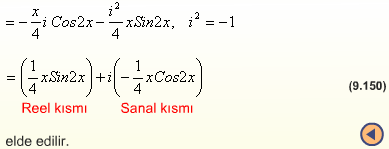 = -x/4 i Cos2x - i²/4 xSin2x, i² = -1
= (1/4 xSin2x) + i(-1/4 xCos2x)
(9.150)
Reel kısmı Sanal kısmı
elde edilir.